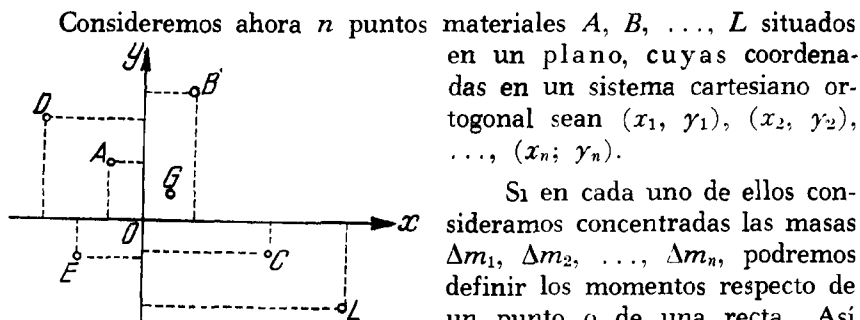 Consideremos ahora n puntos materiales A, B, ..., L situados
en un plano, cuyas coordena-
das en un sistema cartesiano or-
togonal sean (x₁, y₁), (x₂, y₂),
..., (xₙ; yₙ).
Si en cada uno de ellos con-
sideramos concentradas las masas
Δm₁, Δm₂, ..., Δmₙ, podremos
definir los momentos respecto de
un punto o de una recta. Así
y
B
D
A
G
O
x
E
C
L